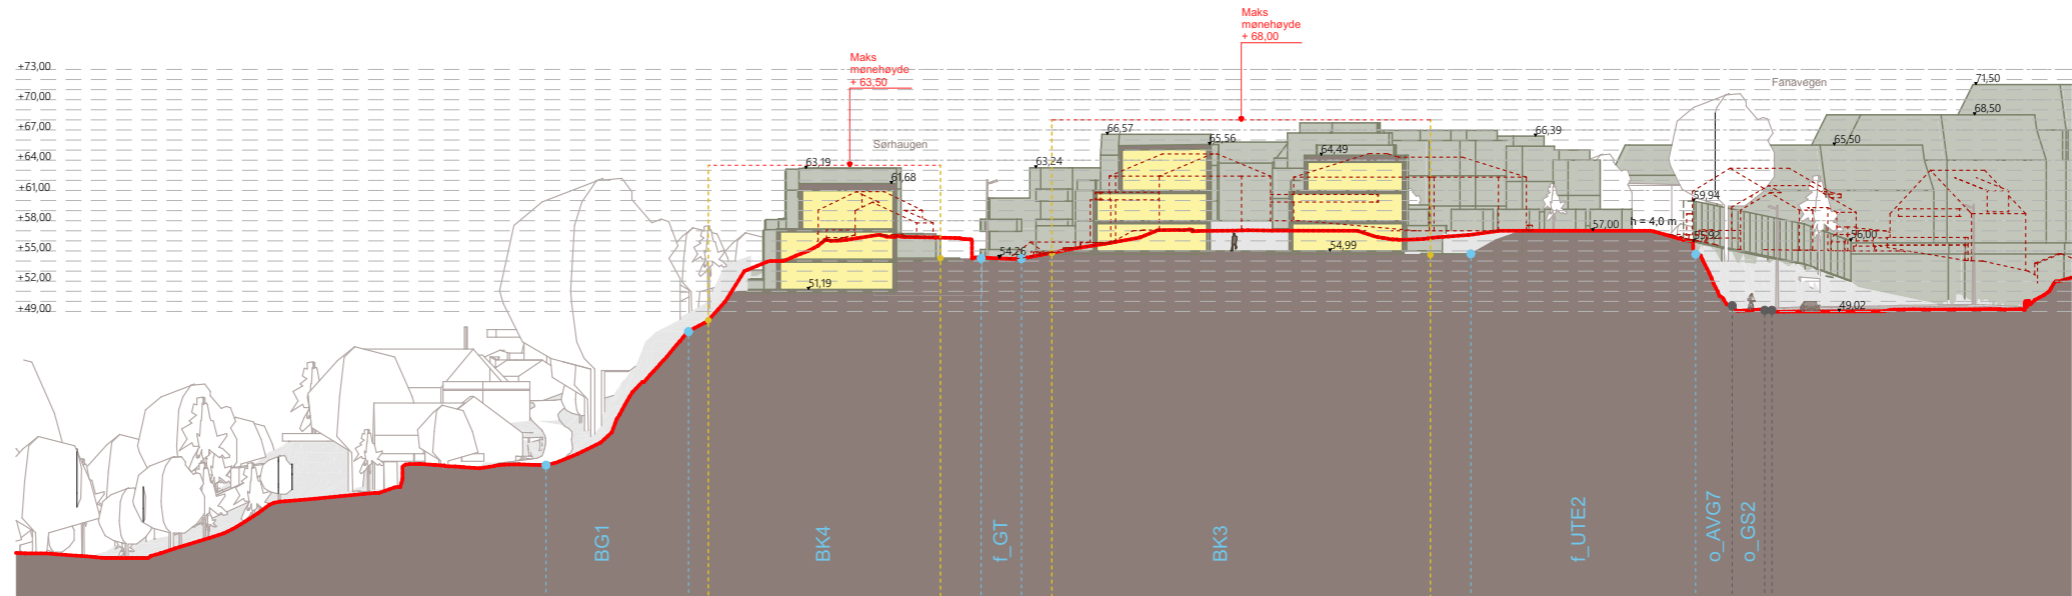 Maks
mønehøyde
+ 68,00
Maks
mønehøyde
+ 63,50
+73,00
+70,00
+67,00
+64,00
+61,00
+58,00
+55,00
+52,00
+49,00
Sørhaugen
Fanavegen
63,19
61,68
51,19
54,26
63,24
66,57
65,56
64,49
54,99
66,39
57,00
h = 4,0 m
59,94
55,92
56,00
49,02
65,50
68,50
71,50
BG1
BK4
f_GT
BK3
f_UTE2
o_AVG7
o_GS2